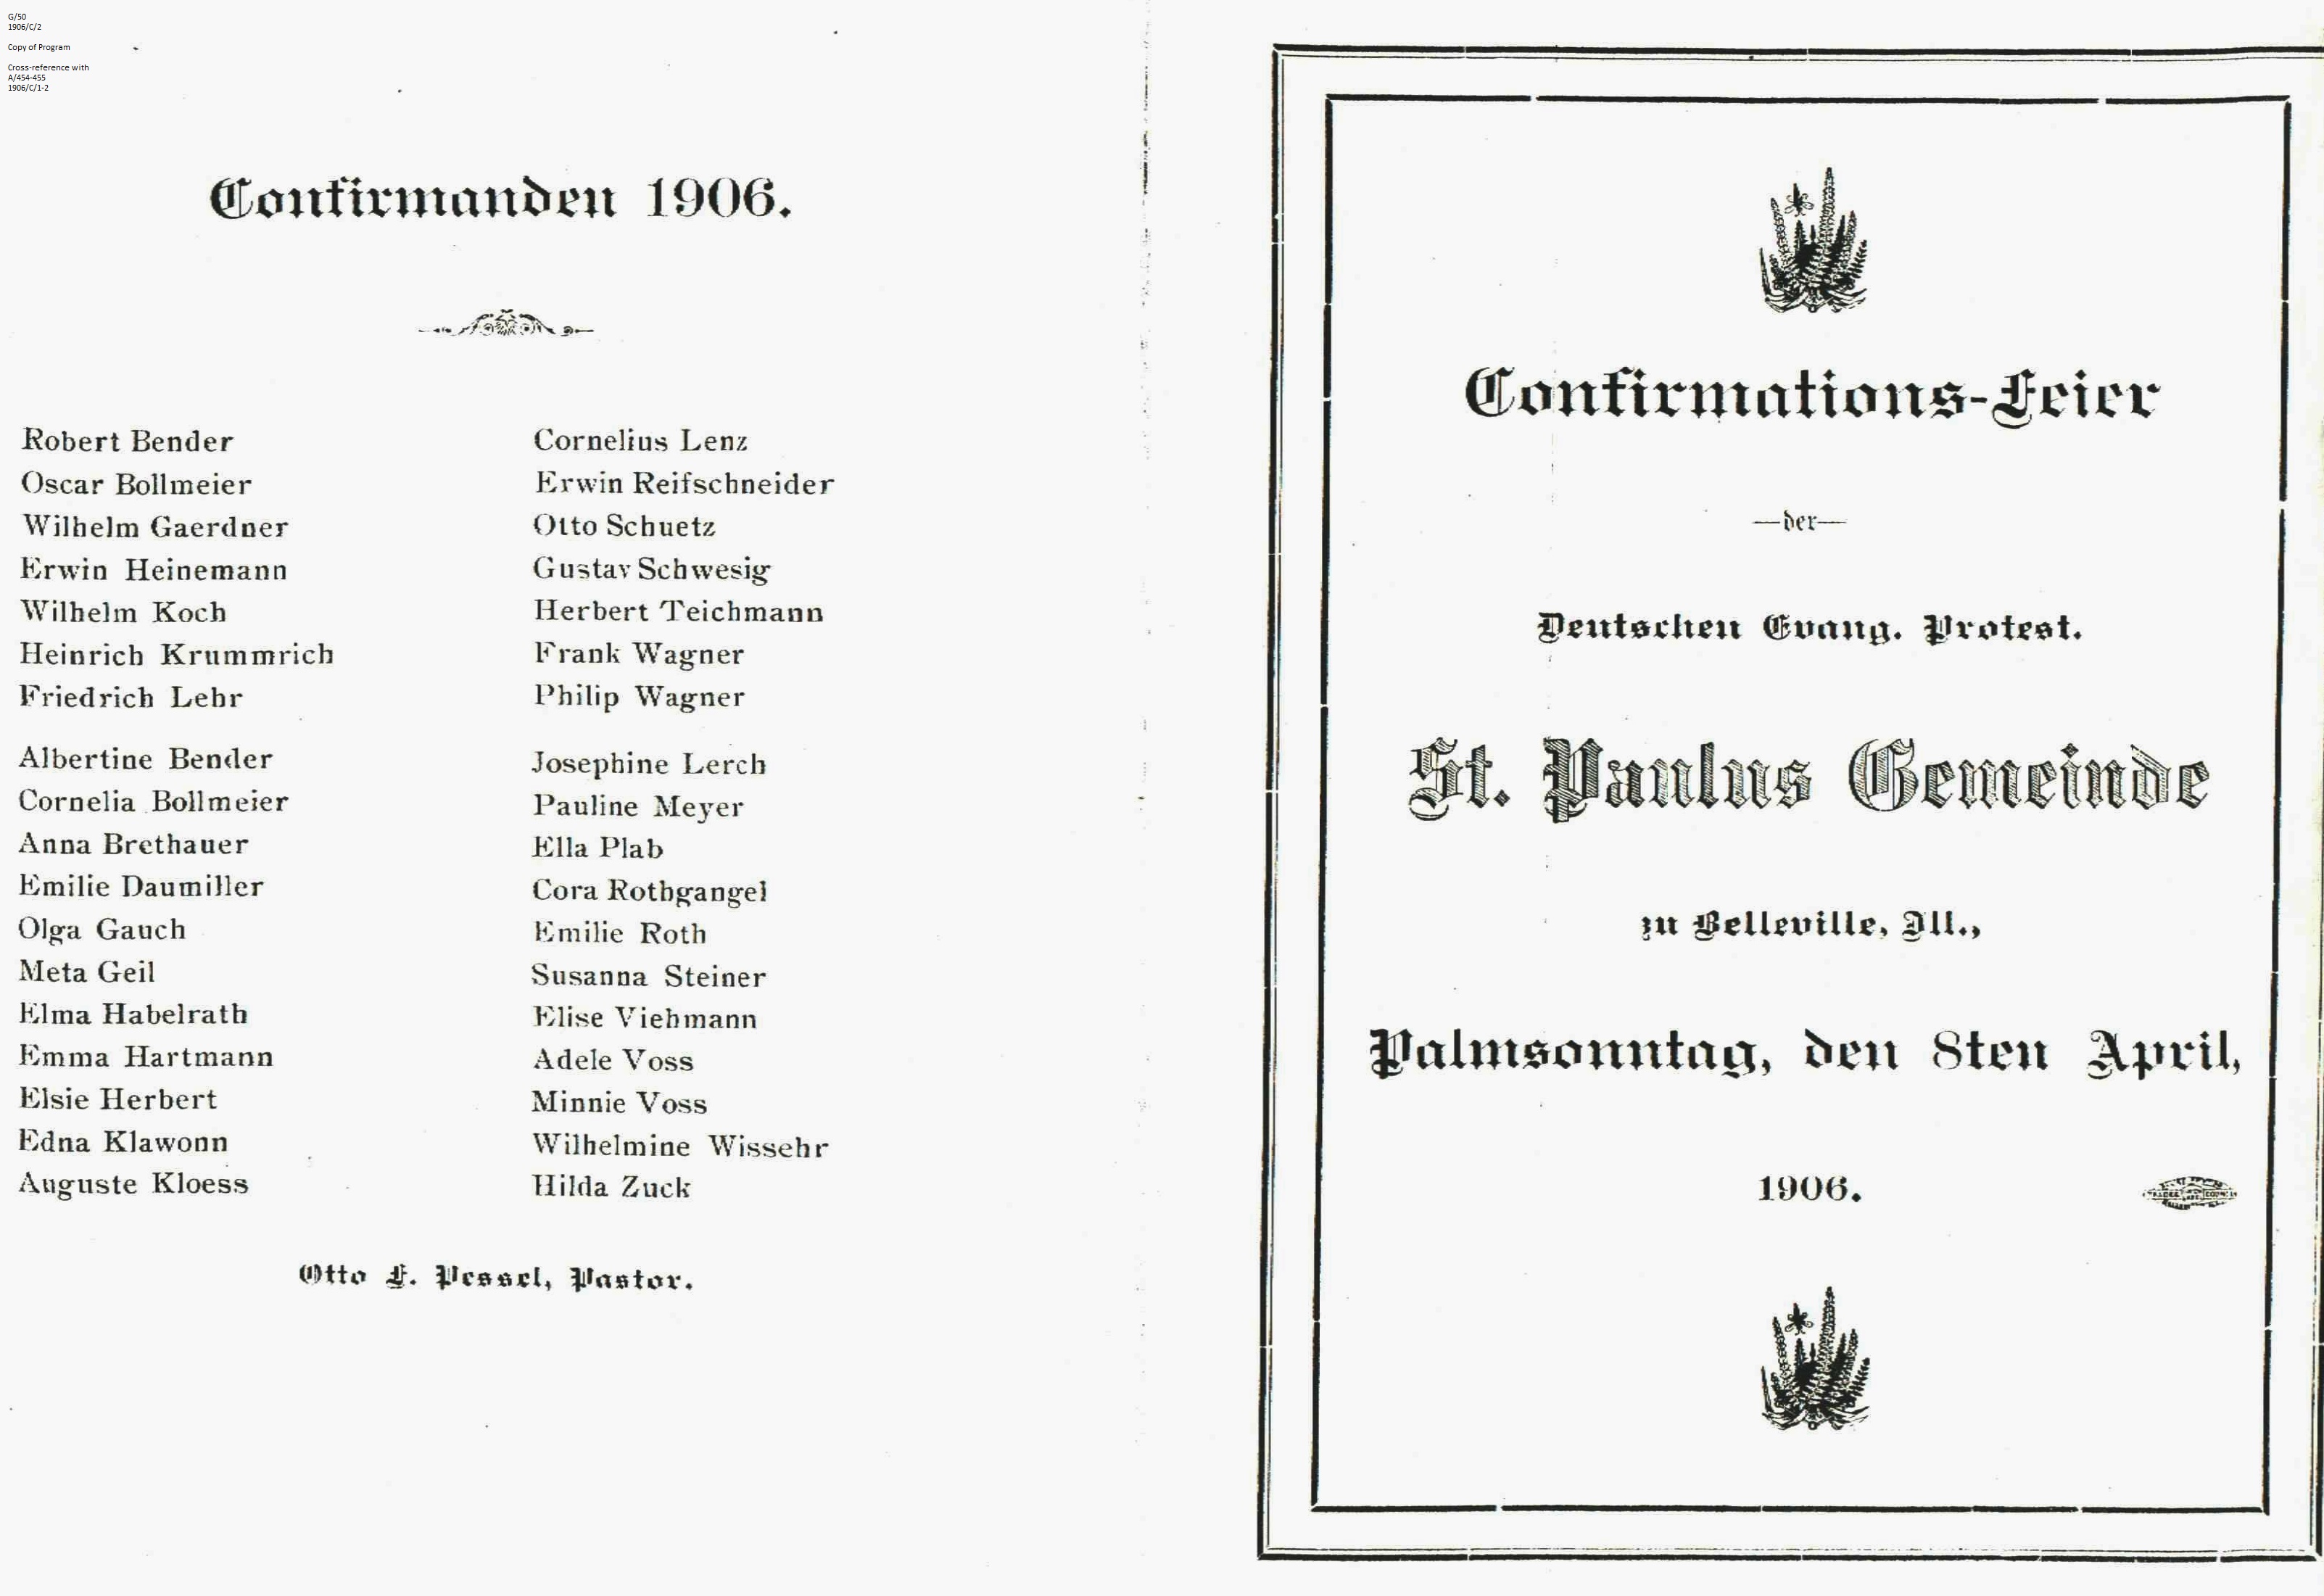 G/50
1906/C/2
Copy of Program
Cross-reference with
A/454-455
1906/C/1-2
Confirmanden 1906.
Robert Bender
Oscar Bollmeier
Wilhelm Gaerdner
Erwin Heinemann
Wilhelm Koch
Heinrich Krummrich
Friedrich Lehr
Albertine Bender
Cornelia Bollmeier
Anna Brethauer
Emilie Daumiller
Olga Gauch
Meta Geil
Elma Habelrath
Emma Hartmann
Elsie Herbert
Edna Klawonn
Auguste Kloess
Cornelius Lenz
Erwin Reifschneider
Otto Schuetz
Gustav Schwesig
Herbert Teichmann
Frank Wagner
Philip Wagner
Josephine Lerch
Pauline Meyer
Ella Plab
Cora Rothgangel
Emilie Roth
Susanna Steiner
Elise Viehmann
Adele Voss
Minnie Voss
Wilhelmine Wissehr
Hilda Zuck
Otto F. Pessel, Pastor.
Confirmations-Feier
—der—
Deutschen Evang. Protest.
St. Paulus Gemeinde
zu Belleville, Ill.,
Palmsonntag, den 8ten April,
1906.
TRADES COUNCIL